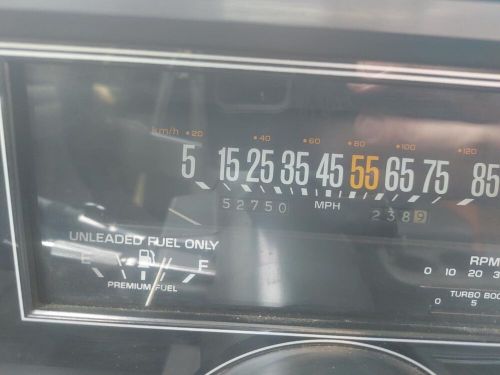 km/h 20 40 60 80 100 120
5 15 25 35 45 55 65 75 85
52750 MPH 2389
UNLEADED FUEL ONLY
E F
PREMIUM FUEL
RPM
0 10 20 3
TURBO BOO
0 5